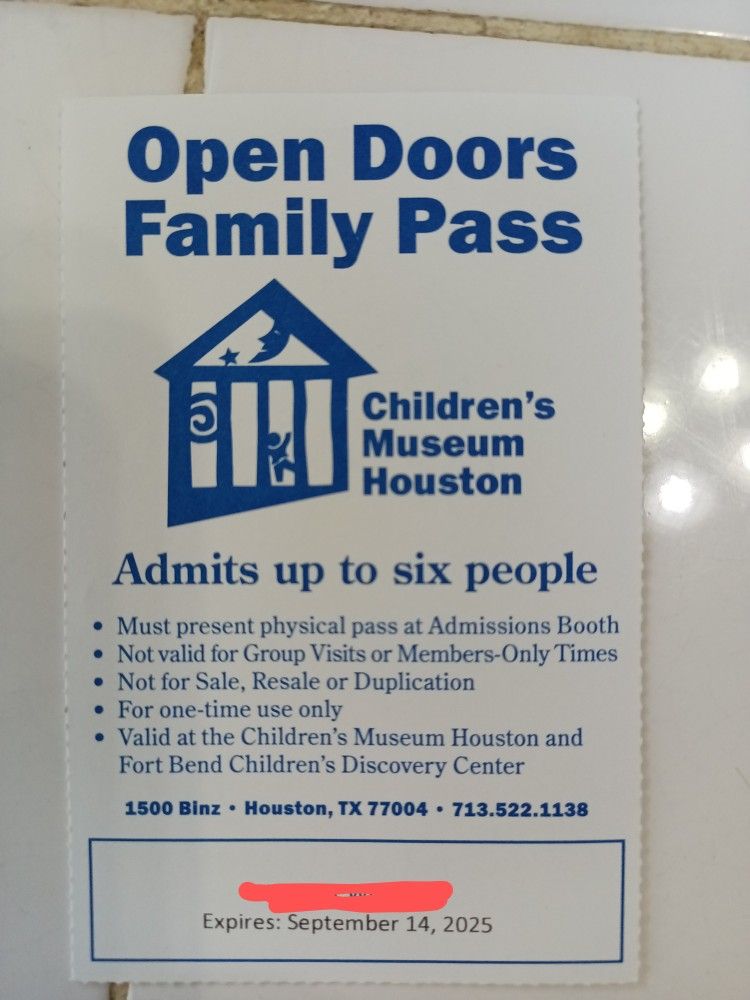 Open Doors
Family Pass
Children's
Museum
Houston
Admits up to six people
• Must present physical pass at Admissions Booth
• Not valid for Group Visits or Members-Only Times
• Not for Sale, Resale or Duplication
• For one-time use only
• Valid at the Children's Museum Houston and
Fort Bend Children's Discovery Center
1500 Binz • Houston, TX 77004 • 713.522.1138
Expires: September 14, 2025